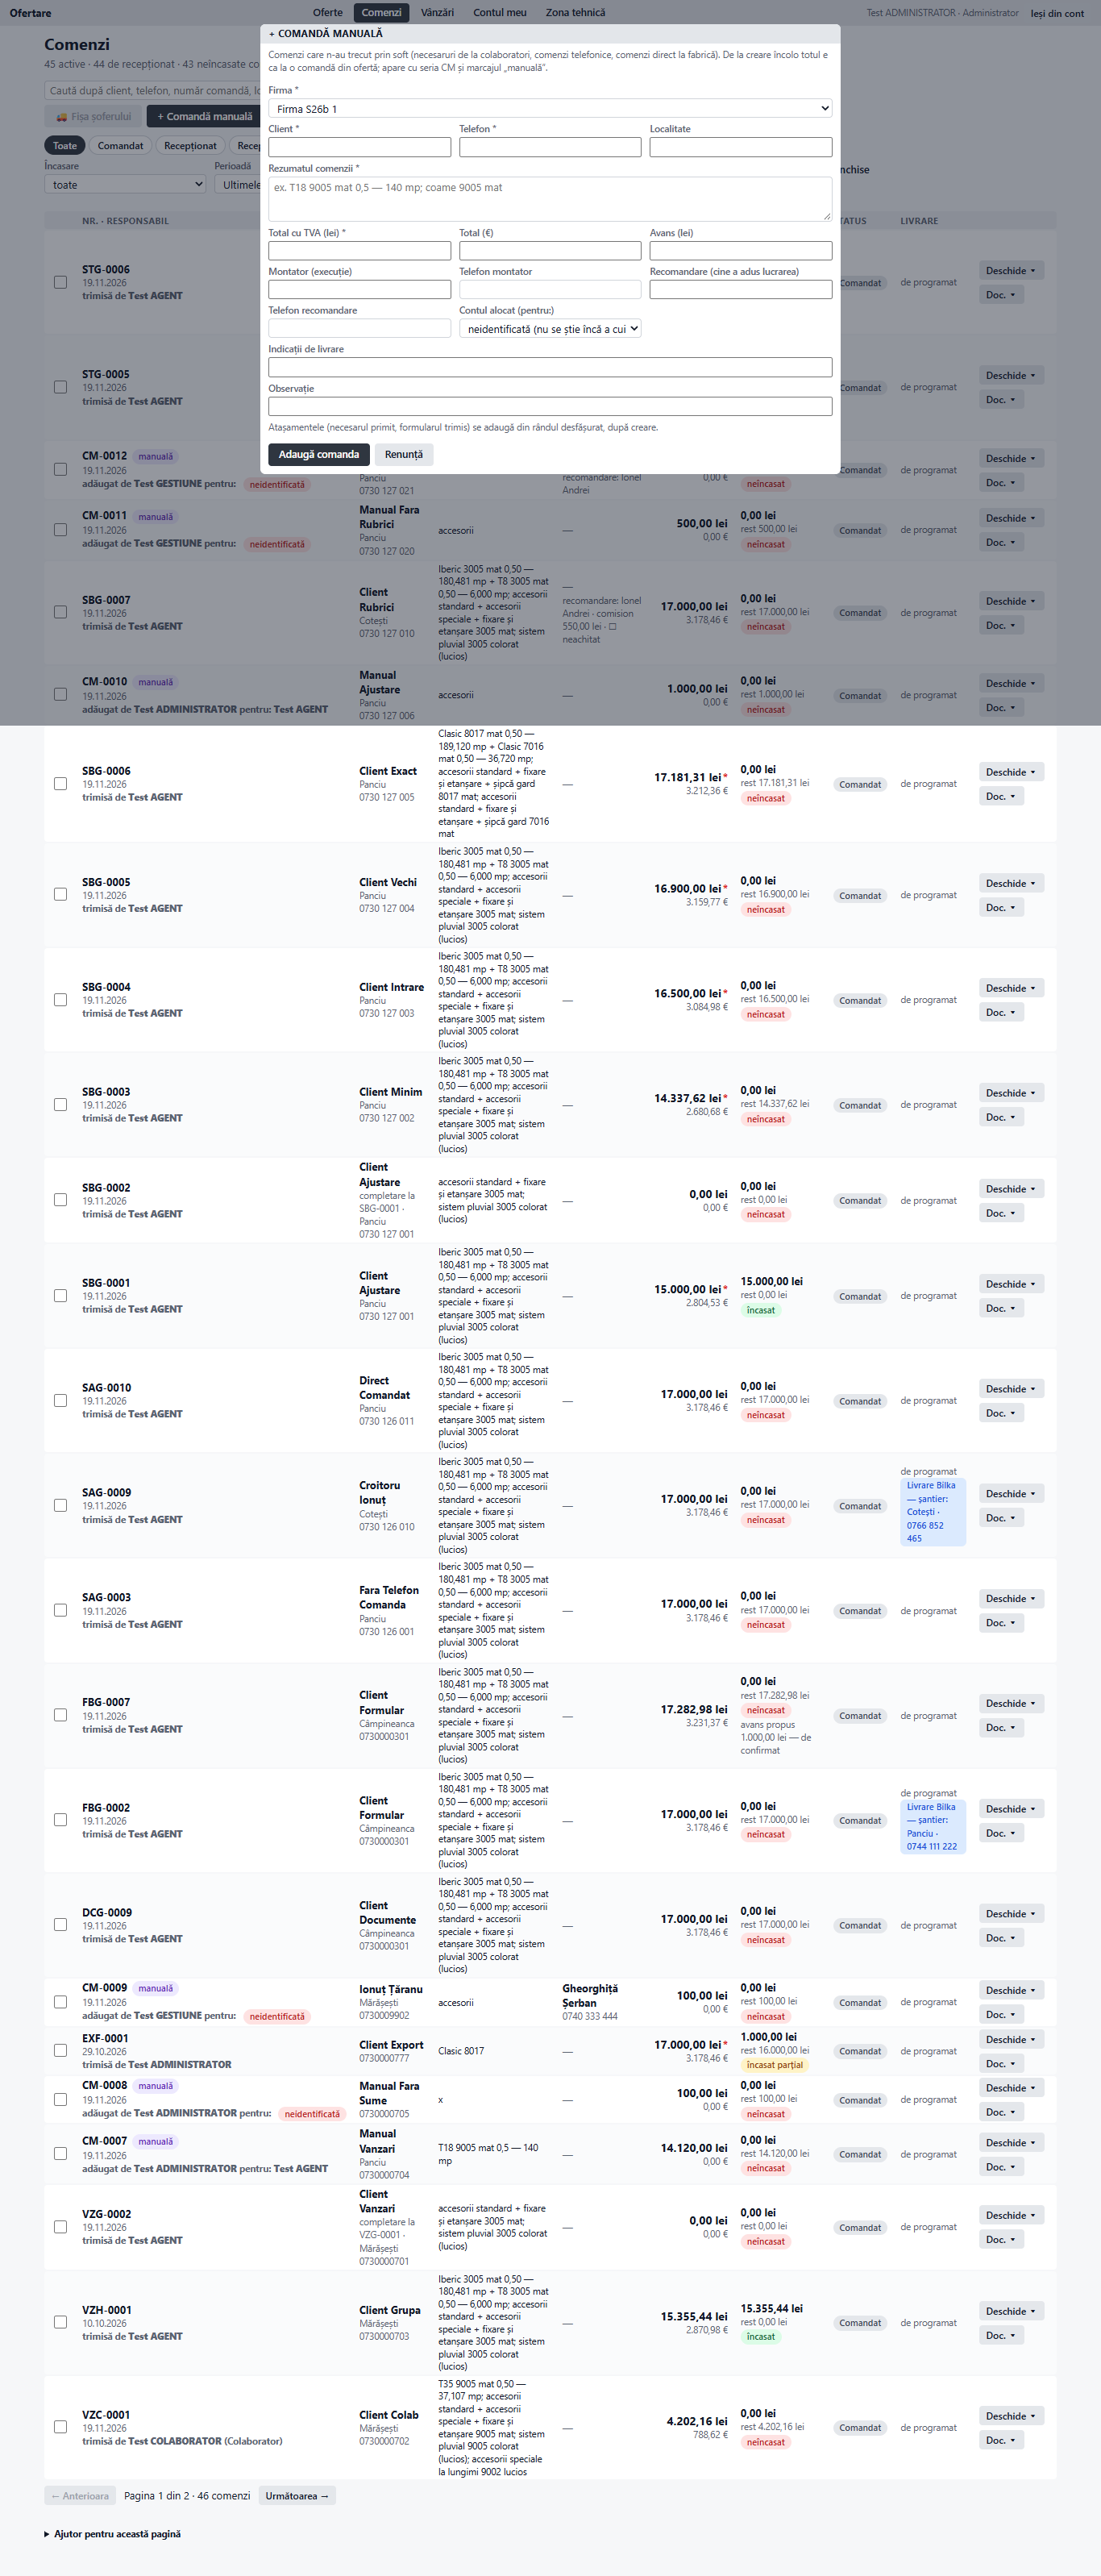 Ofertare
Oferte
Comenzi
Vânzări
Contul meu
Zona tehnică
Test ADMINISTRATOR · Administrator
Ieși din cont
Comenzi
45 active · 44 de recepționat · 43 neîncasate
Caută după client, telefon, număr comandă,
🚚 Fișa șoferului
+ Comandă manuală
Toate
Comandat
Recepționat
Încasare
Perioadă
toate
Ultimele
nchise
+ COMANDĂ MANUALĂ
Comenzi care n-au trecut prin soft (necesaruri de la colaboratori, comenzi telefonice, comenzi direct la fabrică). De la creare încolo totul e
ca la o comandă din ofertă; apare cu seria CM și marcajul „manuală”.
Firma *
Firma S26b 1
Client *
Telefon *
Localitate
Rezumatul comenzii *
ex. T18 9005 mat 0,5 — 140 mp; coame 9005 mat
Total cu TVA (lei) *
Total (€)
Avans (lei)
Montator (execuție)
Telefon montator
Recomandare (cine a adus lucrarea)
Telefon recomandare
Contul alocat (pentru:)
neidentificată (nu se știe încă a cui
Indicații de livrare
Observație
Atașamentele (necesarul primit, formularul trimis) se adaugă din rândul desfășurat, după creare.
Adaugă comanda
Renunță
NR. · RESPONSABIL
TATUS
LIVRARE
STG-0006
19.11.2026
trimisă de Test AGENT
Comandat
de programat
Deschide ▾
Doc. ▾
STG-0005
19.11.2026
trimisă de Test AGENT
Comandat
de programat
Deschide ▾
Doc. ▾
CM-0012 manuală
19.11.2026
adăugat de Test GESTIUNE pentru: neidentificată
Panciu
0730 127 021
recomandare: Ionel
Andrei
0,00 €
neîncasat
Comandat
de programat
Deschide ▾
Doc. ▾
CM-0011 manuală
19.11.2026
adăugat de Test GESTIUNE pentru: neidentificată
Manual Fara
Rubrici
Panciu
0730 127 020
accesorii
—
500,00 lei
0,00 €
0,00 lei
rest 500,00 lei
neîncasat
Comandat
de programat
Deschide ▾
Doc. ▾
SBG-0007
19.11.2026
trimisă de Test AGENT
Client
Rubrici
Cotești
0730 127 010
Iberic 3005 mat 0,50 —
180,481 mp + T8 3005 mat
0,50 — 6,000 mp; accesorii
standard + accesorii
speciale + fixare și
etanșare 3005 mat; sistem
pluvial 3005 colorat
(lucios)
—
recomandare: Ionel
Andrei · comision
550,00 lei · ☐
neachitat
17.000,00 lei
3.178,46 €
0,00 lei
rest 17.000,00 lei
neîncasat
Comandat
de programat
Deschide ▾
Doc. ▾
CM-0010 manuală
19.11.2026
adăugat de Test ADMINISTRATOR pentru: Test AGENT
Manual
Ajustare
Panciu
0730 127 006
accesorii
—
1.000,00 lei
0,00 €
0,00 lei
rest 1.000,00 lei
neîncasat
Comandat
de programat
Deschide ▾
Doc. ▾
SBG-0006
19.11.2026
trimisă de Test AGENT
Client Exact
Panciu
0730 127 005
Clasic 8017 mat 0,50 —
189,120 mp + Clasic 7016
mat 0,50 — 36,720 mp;
accesorii standard + fixare
și etanșare + șipcă gard
8017 mat; accesorii
standard + fixare și
etanșare + șipcă gard 7016
mat
—
17.181,31 lei *
3.212,36 €
0,00 lei
rest 17.181,31 lei
neîncasat
Comandat
de programat
Deschide ▾
Doc. ▾
SBG-0005
19.11.2026
trimisă de Test AGENT
Client Vechi
Panciu
0730 127 004
Iberic 3005 mat 0,50 —
180,481 mp + T8 3005 mat
0,50 — 6,000 mp; accesorii
standard + accesorii
speciale + fixare și
etanșare 3005 mat; sistem
pluvial 3005 colorat
(lucios)
—
16.900,00 lei *
3.159,77 €
0,00 lei
rest 16.900,00 lei
neîncasat
Comandat
de programat
Deschide ▾
Doc. ▾
SBG-0004
19.11.2026
trimisă de Test AGENT
Client Intrare
Panciu
0730 127 003
Iberic 3005 mat 0,50 —
180,481 mp + T8 3005 mat
0,50 — 6,000 mp; accesorii
standard + accesorii
speciale + fixare și
etanșare 3005 mat; sistem
pluvial 3005 colorat
(lucios)
—
16.500,00 lei *
3.084,98 €
0,00 lei
rest 16.500,00 lei
neîncasat
Comandat
de programat
Deschide ▾
Doc. ▾
SBG-0003
19.11.2026
trimisă de Test AGENT
Client Minim
Panciu
0730 127 002
Iberic 3005 mat 0,50 —
180,481 mp + T8 3005 mat
0,50 — 6,000 mp; accesorii
standard + accesorii
speciale + fixare și
etanșare 3005 mat; sistem
pluvial 3005 colorat
(lucios)
—
14.337,62 lei *
2.680,68 €
0,00 lei
rest 14.337,62 lei
neîncasat
Comandat
de programat
Deschide ▾
Doc. ▾
SBG-0002
19.11.2026
trimisă de Test AGENT
Client
Ajustare
completare la
SBG-0001 ·
Panciu
0730 127 001
accesorii standard + fixare
și etanșare 3005 mat;
sistem pluvial 3005 colorat
(lucios)
—
0,00 lei
0,00 €
0,00 lei
rest 0,00 lei
neîncasat
Comandat
de programat
Deschide ▾
Doc. ▾
SBG-0001
19.11.2026
trimisă de Test AGENT
Client
Ajustare
Panciu
0730 127 001
Iberic 3005 mat 0,50 —
180,481 mp + T8 3005 mat
0,50 — 6,000 mp; accesorii
standard + accesorii
speciale + fixare și
etanșare 3005 mat; sistem
pluvial 3005 colorat
(lucios)
—
15.000,00 lei *
2.804,53 €
15.000,00 lei
rest 0,00 lei
încasat
Comandat
de programat
Deschide ▾
Doc. ▾
SAG-0010
19.11.2026
trimisă de Test AGENT
Direct
Comandat
Panciu
0730 126 011
Iberic 3005 mat 0,50 —
180,481 mp + T8 3005 mat
0,50 — 6,000 mp; accesorii
standard + accesorii
speciale + fixare și
etanșare 3005 mat; sistem
pluvial 3005 colorat
(lucios)
—
17.000,00 lei
3.178,46 €
0,00 lei
rest 17.000,00 lei
neîncasat
Comandat
de programat
Deschide ▾
Doc. ▾
SAG-0009
19.11.2026
trimisă de Test AGENT
Croitoru
Ionuț
Cotești
0730 126 010
Iberic 3005 mat 0,50 —
180,481 mp + T8 3005 mat
0,50 — 6,000 mp; accesorii
standard + accesorii
speciale + fixare și
etanșare 3005 mat; sistem
pluvial 3005 colorat
(lucios)
—
17.000,00 lei
3.178,46 €
0,00 lei
rest 17.000,00 lei
neîncasat
Comandat
de programat
Livrare Bilka
— șantier:
Cotești ·
0766 852
465
Deschide ▾
Doc. ▾
SAG-0003
19.11.2026
trimisă de Test AGENT
Fara Telefon
Comanda
Panciu
0730 126 001
Iberic 3005 mat 0,50 —
180,481 mp + T8 3005 mat
0,50 — 6,000 mp; accesorii
standard + accesorii
speciale + fixare și
etanșare 3005 mat; sistem
pluvial 3005 colorat
(lucios)
—
17.000,00 lei
3.178,46 €
0,00 lei
rest 17.000,00 lei
neîncasat
Comandat
de programat
Deschide ▾
Doc. ▾
FBG-0007
19.11.2026
trimisă de Test AGENT
Client
Formular
Câmpineanca
0730000301
Iberic 3005 mat 0,50 —
180,481 mp + T8 3005 mat
0,50 — 6,000 mp; accesorii
standard + accesorii
speciale + fixare și
etanșare 3005 mat; sistem
pluvial 3005 colorat
(lucios)
—
17.282,98 lei
3.231,37 €
0,00 lei
rest 17.282,98 lei
neîncasat
avans propus
1.000,00 lei — de
confirmat
Comandat
de programat
Deschide ▾
Doc. ▾
FBG-0002
19.11.2026
trimisă de Test AGENT
Client
Formular
Câmpineanca
0730000301
Iberic 3005 mat 0,50 —
180,481 mp + T8 3005 mat
0,50 — 6,000 mp; accesorii
standard + accesorii
speciale + fixare și
etanșare 3005 mat; sistem
pluvial 3005 colorat
(lucios)
—
17.000,00 lei
3.178,46 €
0,00 lei
rest 17.000,00 lei
neîncasat
Comandat
de programat
Livrare Bilka
— șantier:
Panciu ·
0744 111 222
Deschide ▾
Doc. ▾
DCG-0009
19.11.2026
trimisă de Test AGENT
Client
Documente
Câmpineanca
0730000301
Iberic 3005 mat 0,50 —
180,481 mp + T8 3005 mat
0,50 — 6,000 mp; accesorii
standard + accesorii
speciale + fixare și
etanșare 3005 mat; sistem
pluvial 3005 colorat
(lucios)
—
17.000,00 lei
3.178,46 €
0,00 lei
rest 17.000,00 lei
neîncasat
Comandat
de programat
Deschide ▾
Doc. ▾
CM-0009 manuală
19.11.2026
adăugat de Test GESTIUNE pentru: neidentificată
Ionuț Țăranu
Mărășești
0730009902
accesorii
Gheorghiță
Șerban
0740 333 444
100,00 lei
0,00 €
0,00 lei
rest 100,00 lei
neîncasat
Comandat
de programat
Deschide ▾
Doc. ▾
EXF-0001
29.10.2026
trimisă de Test ADMINISTRATOR
Client Export
0730000777
Clasic 8017
—
17.000,00 lei *
3.178,46 €
1.000,00 lei
rest 16.000,00 lei
încasat parțial
Comandat
de programat
Deschide ▾
Doc. ▾
CM-0008 manuală
19.11.2026
adăugat de Test ADMINISTRATOR pentru: neidentificată
Manual Fara
Sume
0730000705
x
—
100,00 lei
0,00 €
0,00 lei
rest 100,00 lei
neîncasat
Comandat
de programat
Deschide ▾
Doc. ▾
CM-0007 manuală
19.11.2026
adăugat de Test ADMINISTRATOR pentru: Test AGENT
Manual
Vanzari
Panciu
0730000704
T18 9005 mat 0,5 — 140
mp
—
14.120,00 lei
0,00 €
0,00 lei
rest 14.120,00 lei
neîncasat
Comandat
de programat
Deschide ▾
Doc. ▾
VZG-0002
19.11.2026
trimisă de Test AGENT
Client
Vanzari
completare la
VZG-0001 ·
Mărășești
0730000701
accesorii standard + fixare
și etanșare 3005 mat;
sistem pluvial 3005 colorat
(lucios)
—
0,00 lei
0,00 €
0,00 lei
rest 0,00 lei
neîncasat
Comandat
de programat
Deschide ▾
Doc. ▾
VZH-0001
10.10.2026
trimisă de Test AGENT
Client Grupa
Mărășești
0730000703
Iberic 3005 mat 0,50 —
180,481 mp + T8 3005 mat
0,50 — 6,000 mp; accesorii
standard + accesorii
speciale + fixare și
etanșare 3005 mat; sistem
pluvial 3005 colorat
(lucios)
—
15.355,44 lei
2.870,98 €
15.355,44 lei
rest 0,00 lei
încasat
Comandat
de programat
Deschide ▾
Doc. ▾
VZC-0001
19.11.2026
trimisă de Test COLABORATOR (Colaborator)
Client Colab
Mărășești
0730000702
T35 9005 mat 0,50 —
37,107 mp; accesorii
standard + accesorii
speciale + fixare și
etanșare 9005 mat; sistem
pluvial 9005 colorat
(lucios); accesorii speciale
la lungimi 9002 lucios
—
4.202,16 lei
788,62 €
0,00 lei
rest 4.202,16 lei
neîncasat
Comandat
de programat
Deschide ▾
Doc. ▾
← Anterioara
Pagina 1 din 2 · 46 comenzi
Următoarea →
▶ Ajutor pentru această pagină